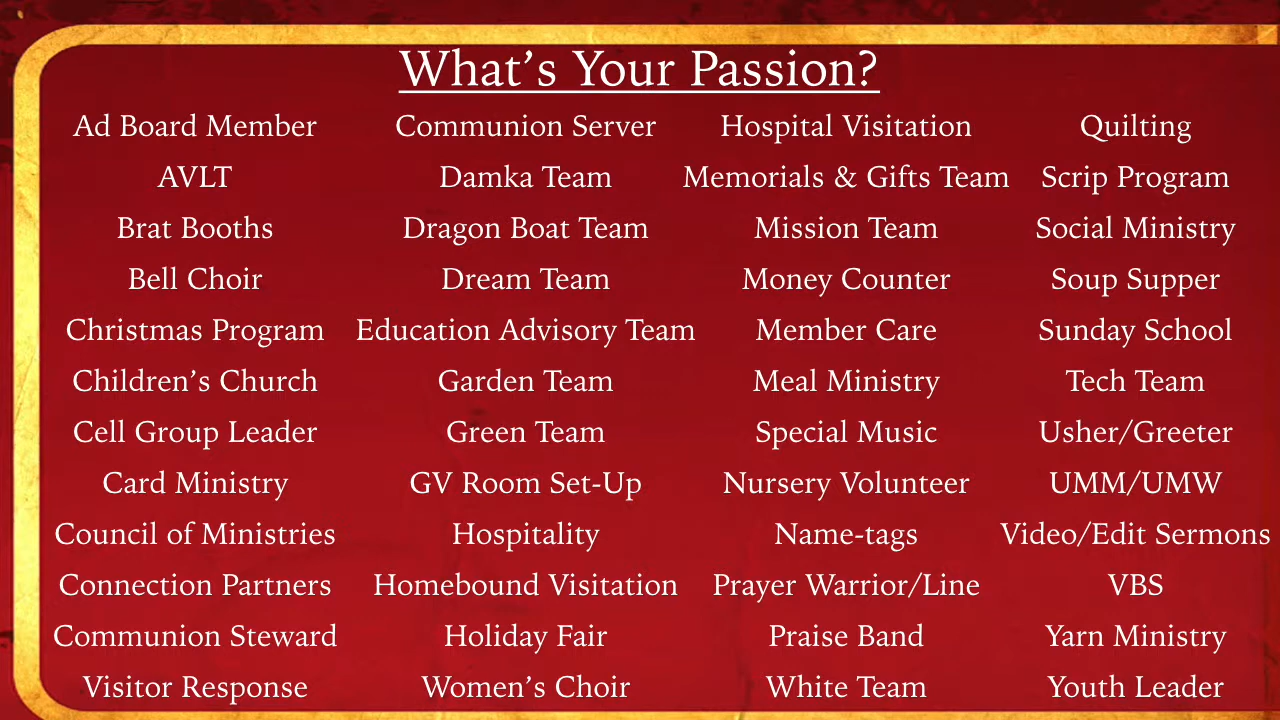 What's Your Passion?
Ad Board Member
AVLT
Brat Booths
Bell Choir
Christmas Program
Children's Church
Cell Group Leader
Card Ministry
Council of Ministries
Connection Partners
Communion Steward
Visitor Response
Communion Server
Damka Team
Dragon Boat Team
Dream Team
Education Advisory Team
Garden Team
Green Team
GV Room Set-Up
Hospitality
Homebound Visitation
Holiday Fair
Women's Choir
Hospital Visitation
Memorials & Gifts Team
Mission Team
Money Counter
Member Care
Meal Ministry
Special Music
Nursery Volunteer
Name-tags
Prayer Warrior/Line
Praise Band
White Team
Quilting
Scrip Program
Social Ministry
Soup Supper
Sunday School
Tech Team
Usher/Greeter
UMM/UMW
Video/Edit Sermons
VBS
Yarn Ministry
Youth Leader